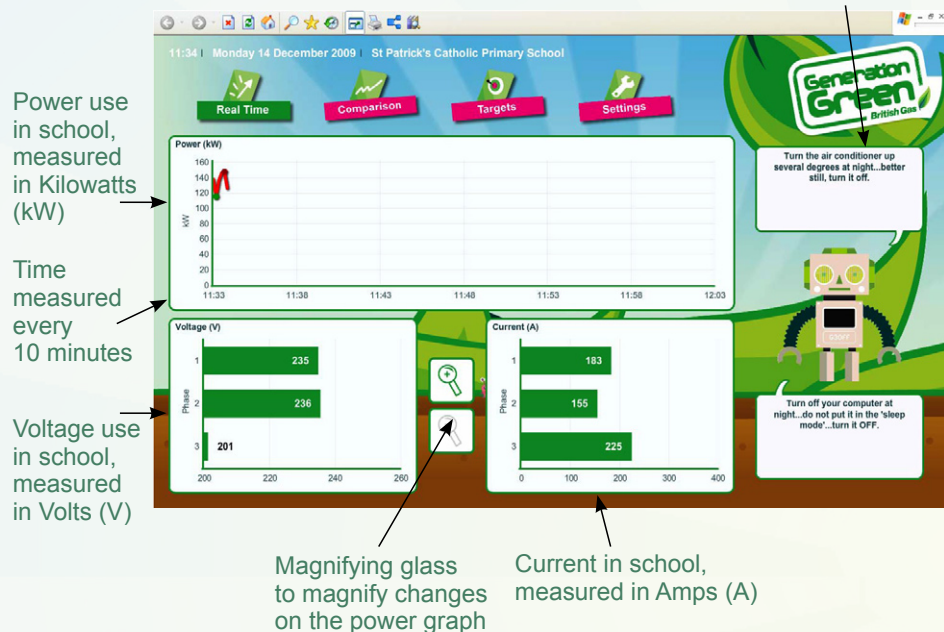 11:34 | Monday 14 December 2009 | St Patrick's Catholic Primary School
Real Time
Comparison
Targets
Settings
Generation
Green
British Gas
Power use
in school,
measured
in Kilowatts
(kW)
Power (kW)
kW
160
140
120
100
80
60
40
20
0
11:33 11:38 11:43 11:48 11:53 11:58 12:03
Turn the air conditioner up
several degrees at night...better
still, turn it off.
Time
measured
every
10 minutes
Voltage (V)
Phase
1 235
2 236
3 201
200 220 240 260
Current (A)
Phase
1 183
2 155
3 225
0 100 200 300 400
Turn off your computer at
night...do not put it in the 'sleep
mode'...turn it OFF.
Voltage use
in school,
measured
in Volts (V)
Magnifying glass
to magnify changes
on the power graph
Current in school,
measured in Amps (A)